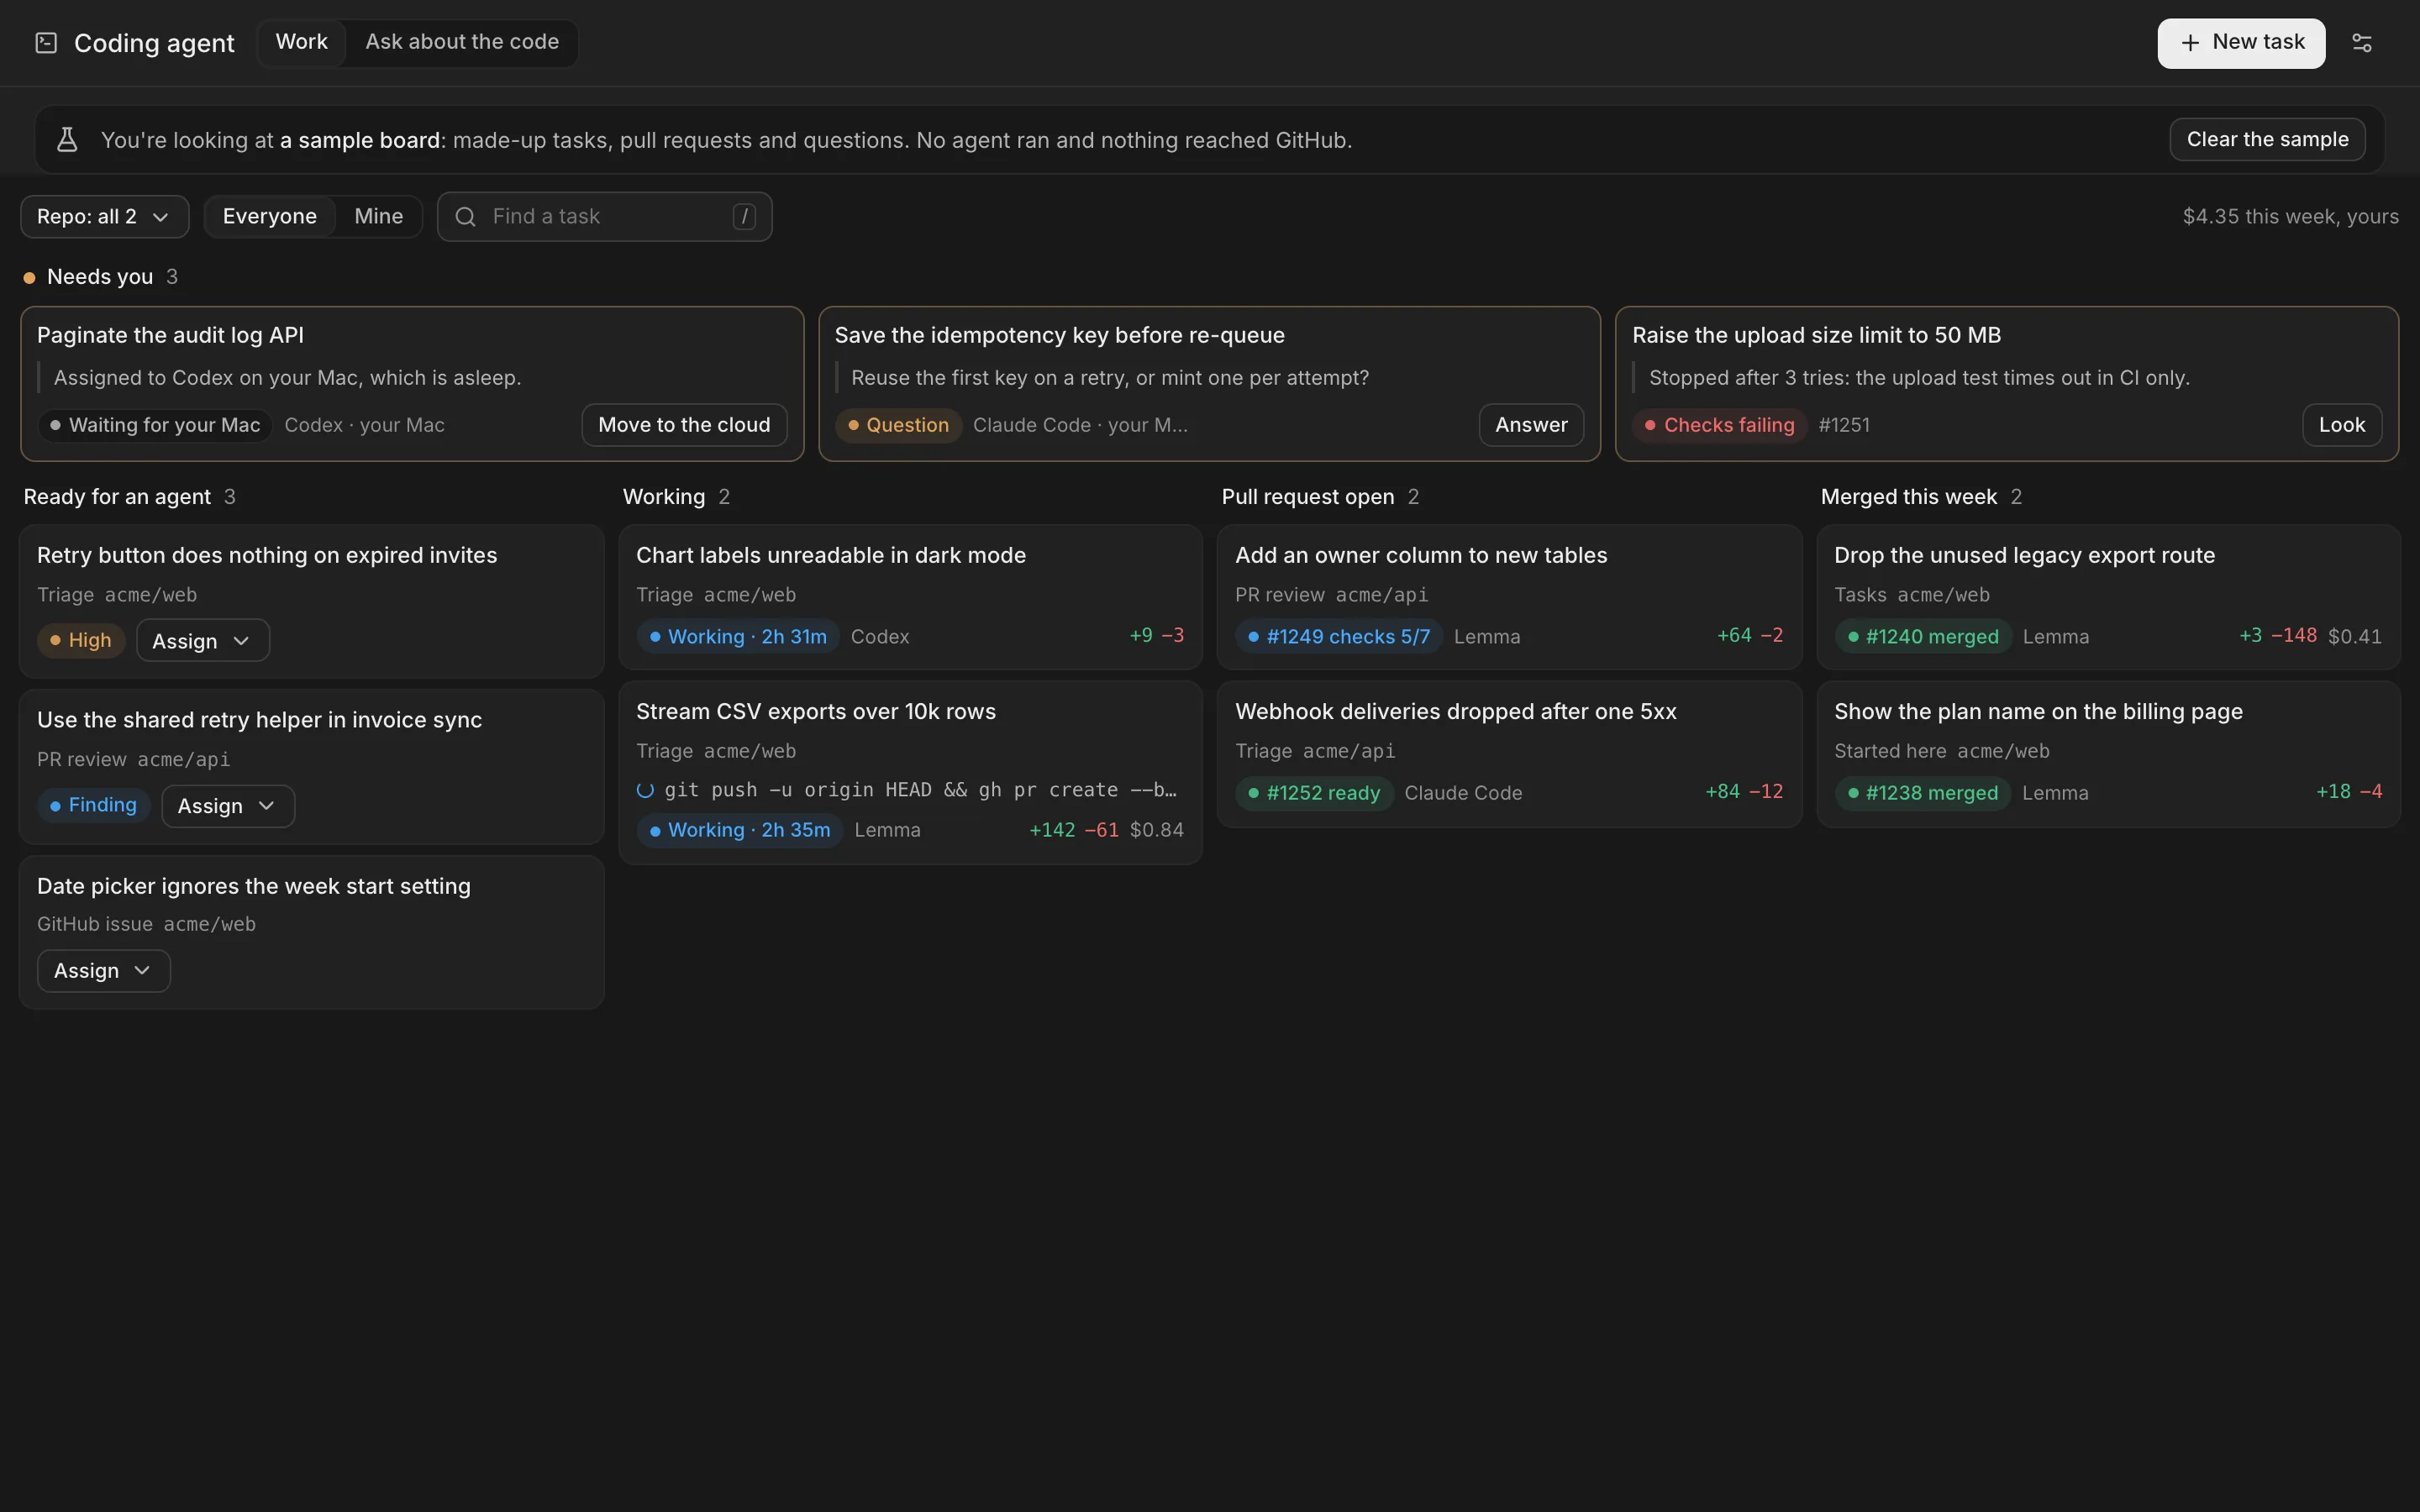 Coding agent
Work
Ask about the code
New task
You're looking at a sample board: made-up tasks, pull requests and questions. No agent ran and nothing reached GitHub.
Clear the sample
Repo: all 2
Everyone
Mine
Find a task
/
$4.35 this week, yours
Needs you 3
Paginate the audit log API
Assigned to Codex on your Mac, which is asleep.
Waiting for your Mac
Codex · your Mac
Move to the cloud
Save the idempotency key before re-queue
Reuse the first key on a retry, or mint one per attempt?
Question
Claude Code · your M...
Answer
Raise the upload size limit to 50 MB
Stopped after 3 tries: the upload test times out in CI only.
Checks failing
#1251
Look
Ready for an agent 3
Retry button does nothing on expired invites
Triage acme/web
High
Assign
Use the shared retry helper in invoice sync
PR review acme/api
Finding
Assign
Date picker ignores the week start setting
GitHub issue acme/web
Assign
Working 2
Chart labels unreadable in dark mode
Triage acme/web
Working · 2h 31m
Codex
+9 −3
Stream CSV exports over 10k rows
Triage acme/web
git push -u origin HEAD && gh pr create --b…
Working · 2h 35m
Lemma
+142 −61 $0.84
Pull request open 2
Add an owner column to new tables
PR review acme/api
#1249 checks 5/7
Lemma
+64 −2
Webhook deliveries dropped after one 5xx
Triage acme/api
#1252 ready
Claude Code
+84 −12
Merged this week 2
Drop the unused legacy export route
Tasks acme/web
#1240 merged
Lemma
+3 −148 $0.41
Show the plan name on the billing page
Started here acme/web
#1238 merged
Lemma
+18 −4